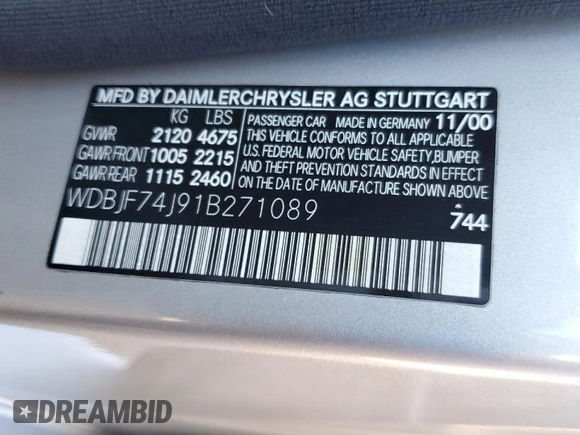 MFD BY DAIMLERCHRYSLER AG STUTTGART
KG LBS
GVWR 2120 4675
GAWR FRONT 1005 2215
GAWR REAR 1115 2460
PASSENGER CAR MADE IN GERMANY 11/00
THIS VEHICLE CONFORMS TO ALL APPLICABLE
U.S. FEDERAL MOTOR VEHICLE SAFETY, BUMPER
AND THEFT PREVENTION STANDARDS IN EFFECT
ON THE DATE OF MANUFACTURE SHOWN ABOVE.
WDBJF74J91B271089
744
DREAMBID